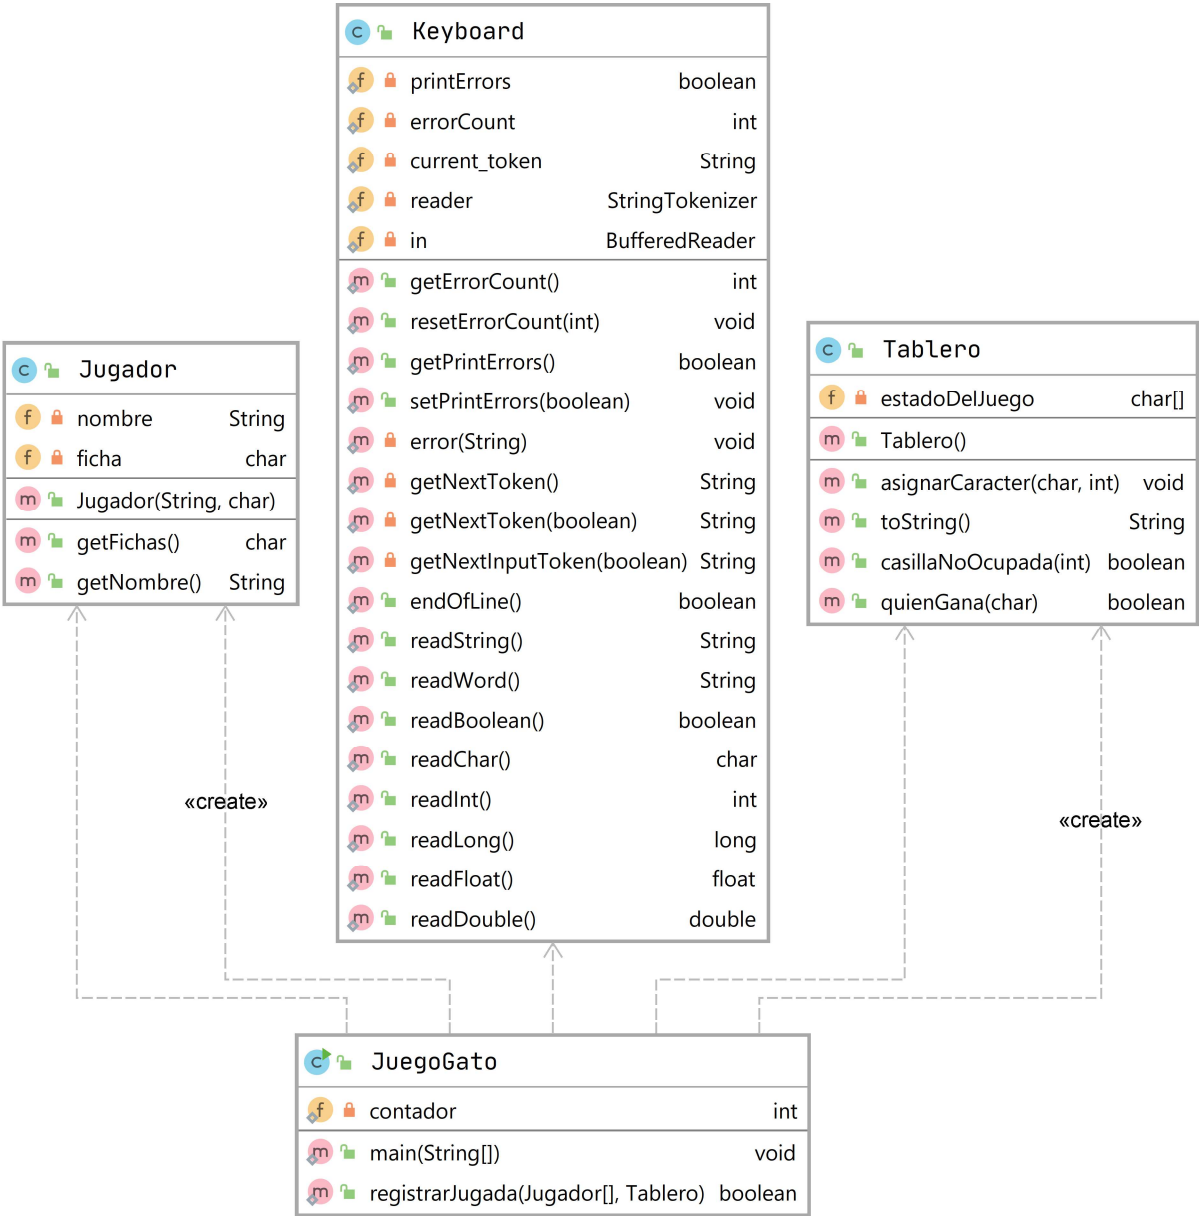 Keyboard
printErrors boolean
errorCount int
current_token String
reader StringTokenizer
in BufferedReader
getErrorCount() int
resetErrorCount(int) void
getPrintErrors() boolean
setPrintErrors(boolean) void
error(String) void
getNextToken() String
getNextToken(boolean) String
getNextInputToken(boolean) String
endOfLine() boolean
readString() String
readWord() String
readBoolean() boolean
readChar() char
readInt() int
readLong() long
readFloat() float
readDouble() double
Jugador
nombre String
ficha char
Jugador(String, char)
getFichas() char
getNombre() String
Tablero
estadoDelJuego char[]
Tablero()
asignarCaracter(char, int) void
toString() String
casillaNoOcupada(int) boolean
quienGana(char) boolean
«create»
«create»
JuegoGato
contador int
main(String[]) void
registrarJugada(Jugador[], Tablero) boolean